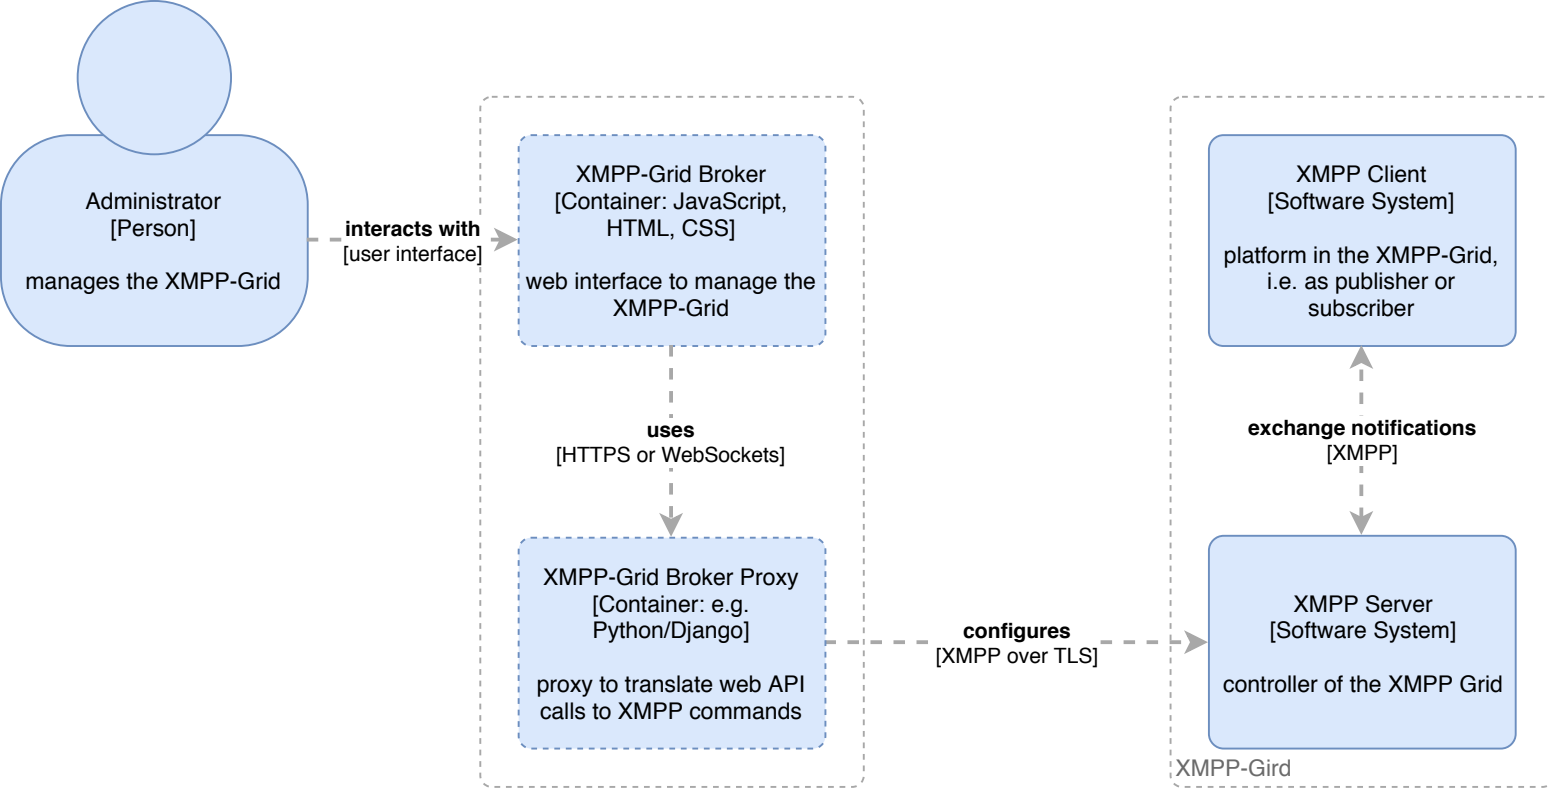 Administrator
[Person]
manages the XMPP-Grid
interacts with
[user interface]
XMPP-Grid Broker
[Container: JavaScript,
HTML, CSS]
web interface to manage the
XMPP-Grid
uses
[HTTPS or WebSockets]
XMPP-Grid Broker Proxy
[Container: e.g.
Python/Django]
proxy to translate web API
calls to XMPP commands
configures
[XMPP over TLS]
XMPP Client
[Software System]
platform in the XMPP-Grid,
i.e. as publisher or
subscriber
exchange notifications
[XMPP]
XMPP Server
[Software System]
controller of the XMPP Grid
XMPP-Gird